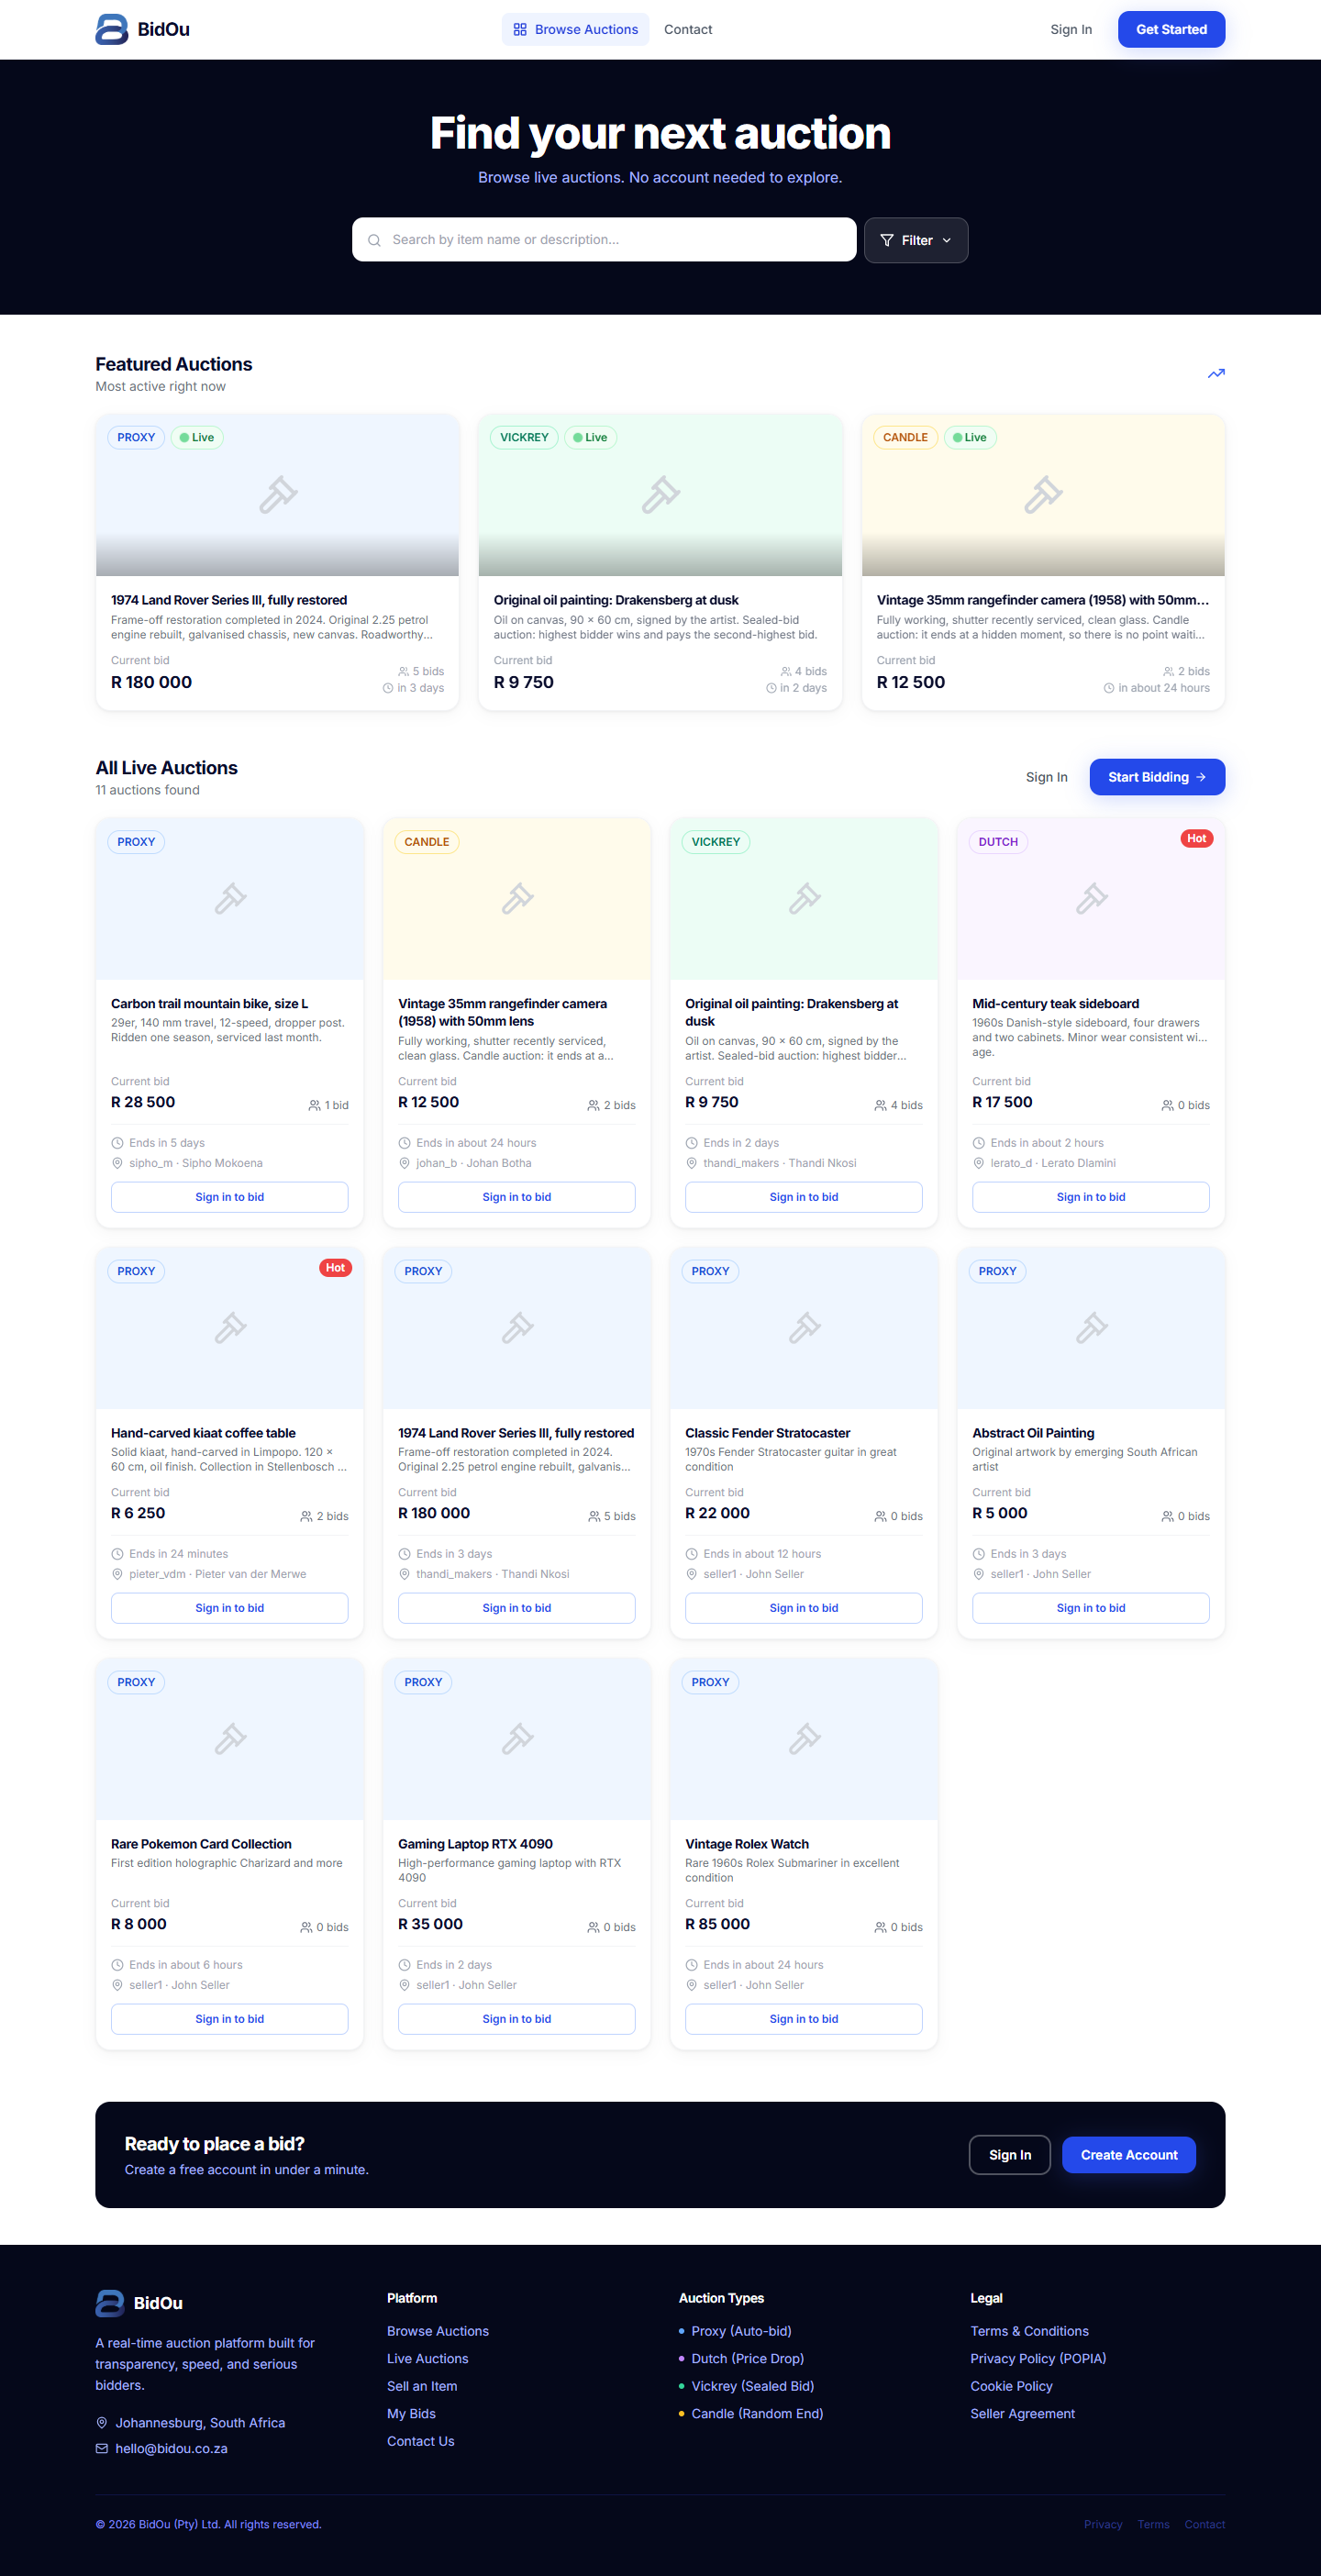 BidOu
Browse Auctions
Contact
Sign In
Get Started
Find your next auction
Browse live auctions. No account needed to explore.
Search by item name or description...
Filter
Featured Auctions
Most active right now
PROXY
Live
1974 Land Rover Series III, fully restored
Frame-off restoration completed in 2024. Original 2.25 petrol
engine rebuilt, galvanised chassis, new canvas. Roadworthy...
Current bid
R 180 000
5 bids
in 3 days
VICKREY
Live
Original oil painting: Drakensberg at dusk
Oil on canvas, 90 × 60 cm, signed by the artist. Sealed-bid
auction: highest bidder wins and pays the second-highest bid.
Current bid
R 9 750
4 bids
in 2 days
CANDLE
Live
Vintage 35mm rangefinder camera (1958) with 50mm...
Fully working, shutter recently serviced, clean glass. Candle
auction: it ends at a hidden moment, so there is no point waiti...
Current bid
R 12 500
2 bids
in about 24 hours
All Live Auctions
11 auctions found
Sign In
Start Bidding
PROXY
Carbon trail mountain bike, size L
29er, 140 mm travel, 12-speed, dropper post.
Ridden one season, serviced last month.
Current bid
R 28 500
1 bid
Ends in 5 days
sipho_m · Sipho Mokoena
Sign in to bid
CANDLE
Vintage 35mm rangefinder camera
(1958) with 50mm lens
Fully working, shutter recently serviced,
clean glass. Candle auction: it ends at a...
Current bid
R 12 500
2 bids
Ends in about 24 hours
johan_b · Johan Botha
Sign in to bid
VICKREY
Original oil painting: Drakensberg at
dusk
Oil on canvas, 90 × 60 cm, signed by the
artist. Sealed-bid auction: highest bidder...
Current bid
R 9 750
4 bids
Ends in 2 days
thandi_makers · Thandi Nkosi
Sign in to bid
DUTCH
Hot
Mid-century teak sideboard
1960s Danish-style sideboard, four drawers
and two cabinets. Minor wear consistent wi...
age.
Current bid
R 17 500
0 bids
Ends in about 2 hours
lerato_d · Lerato Dlamini
Sign in to bid
PROXY
Hot
Hand-carved kiaat coffee table
Solid kiaat, hand-carved in Limpopo. 120 ×
60 cm, oil finish. Collection in Stellenbosch ...
Current bid
R 6 250
2 bids
Ends in 24 minutes
pieter_vdm · Pieter van der Merwe
Sign in to bid
PROXY
1974 Land Rover Series III, fully restored
Frame-off restoration completed in 2024.
Original 2.25 petrol engine rebuilt, galvanis...
Current bid
R 180 000
5 bids
Ends in 3 days
thandi_makers · Thandi Nkosi
Sign in to bid
PROXY
Classic Fender Stratocaster
1970s Fender Stratocaster guitar in great
condition
Current bid
R 22 000
0 bids
Ends in about 12 hours
seller1 · John Seller
Sign in to bid
PROXY
Abstract Oil Painting
Original artwork by emerging South African
artist
Current bid
R 5 000
0 bids
Ends in 3 days
seller1 · John Seller
Sign in to bid
PROXY
Rare Pokemon Card Collection
First edition holographic Charizard and more
Current bid
R 8 000
0 bids
Ends in about 6 hours
seller1 · John Seller
Sign in to bid
PROXY
Gaming Laptop RTX 4090
High-performance gaming laptop with RTX
4090
Current bid
R 35 000
0 bids
Ends in 2 days
seller1 · John Seller
Sign in to bid
PROXY
Vintage Rolex Watch
Rare 1960s Rolex Submariner in excellent
condition
Current bid
R 85 000
0 bids
Ends in about 24 hours
seller1 · John Seller
Sign in to bid
Ready to place a bid?
Create a free account in under a minute.
Sign In
Create Account
BidOu
A real-time auction platform built for
transparency, speed, and serious
bidders.
Johannesburg, South Africa
hello@bidou.co.za
Platform
Browse Auctions
Live Auctions
Sell an Item
My Bids
Contact Us
Auction Types
Proxy (Auto-bid)
Dutch (Price Drop)
Vickrey (Sealed Bid)
Candle (Random End)
Legal
Terms & Conditions
Privacy Policy (POPIA)
Cookie Policy
Seller Agreement
© 2026 BidOu (Pty) Ltd. All rights reserved.
Privacy
Terms
Contact